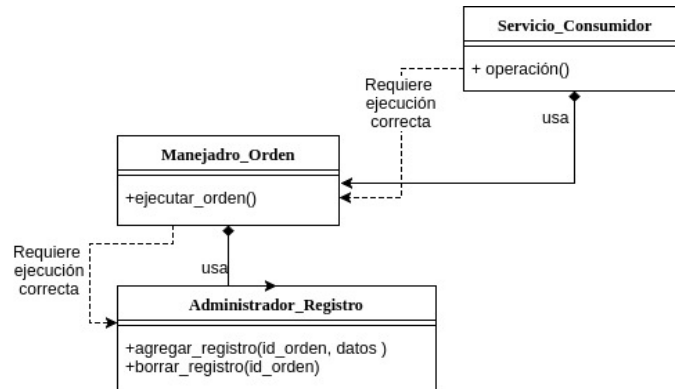 Servicio_Consumidor
+ operación()
Requiere
ejecución
correcta
usa
Manejadro_Orden
+ejecutar_orden()
Requiere
ejecución
correcta
usa
Administrador_Registro
+agregar_registro(id_orden, datos )
+borrar_registro(id_orden)